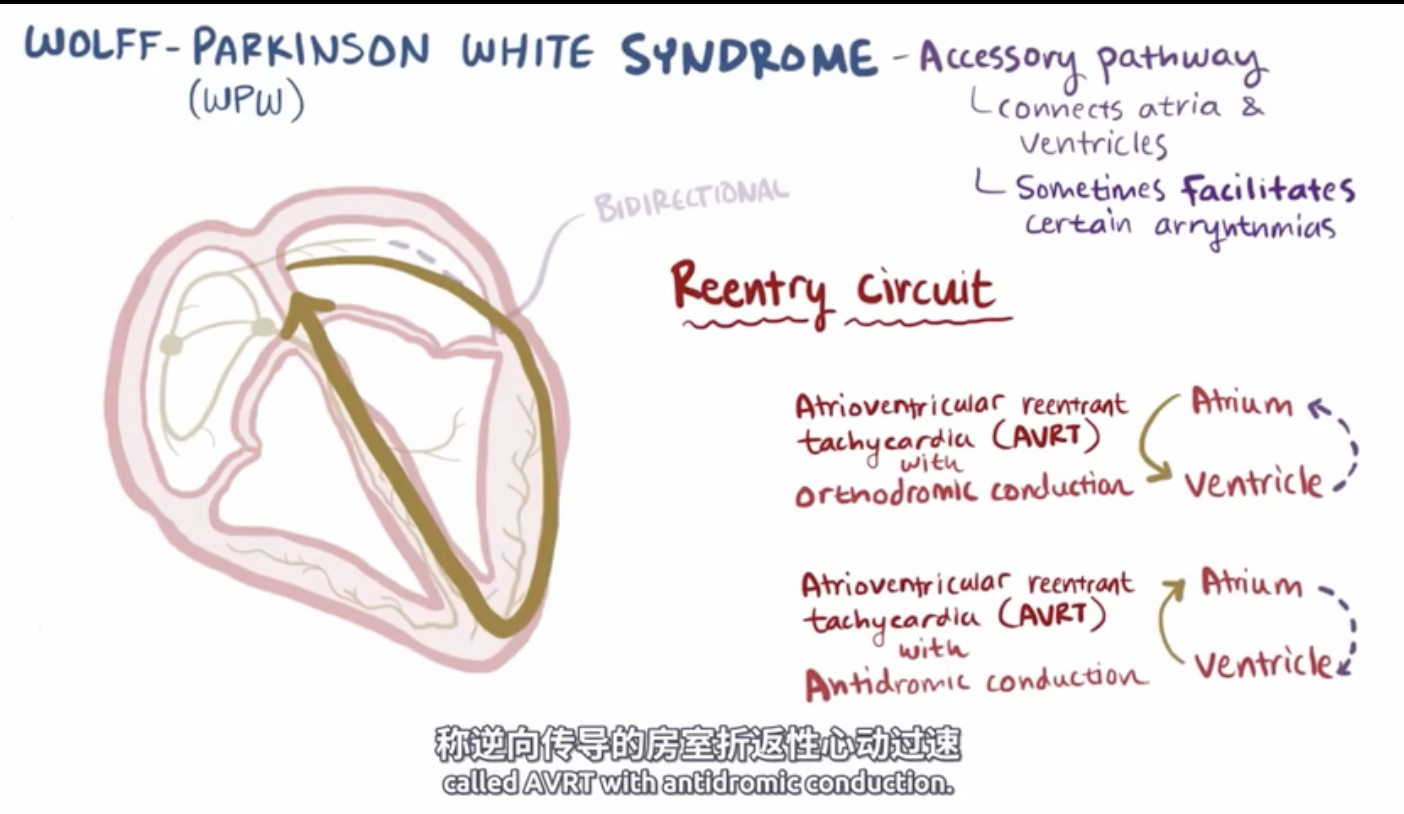 WOLFF-PARKINSON WHITE SYNDROME - Accessory pathway
(WPW)
connects atria &
ventricles
Sometimes facilitates
certain arryhthmias
BIDIRECTIONAL
Reentry circuit
Atrioventricular reentrant
tachycardia (AVRT)
with
orthodromic conduction
Atrium
Ventricle
Atrioventricular reentrant
tachycardia (AVRT)
with
Antidromic conduction
Atrium
Ventricle
称逆向传导的房室折返性心动过速
called AVRT with antidromic conduction.